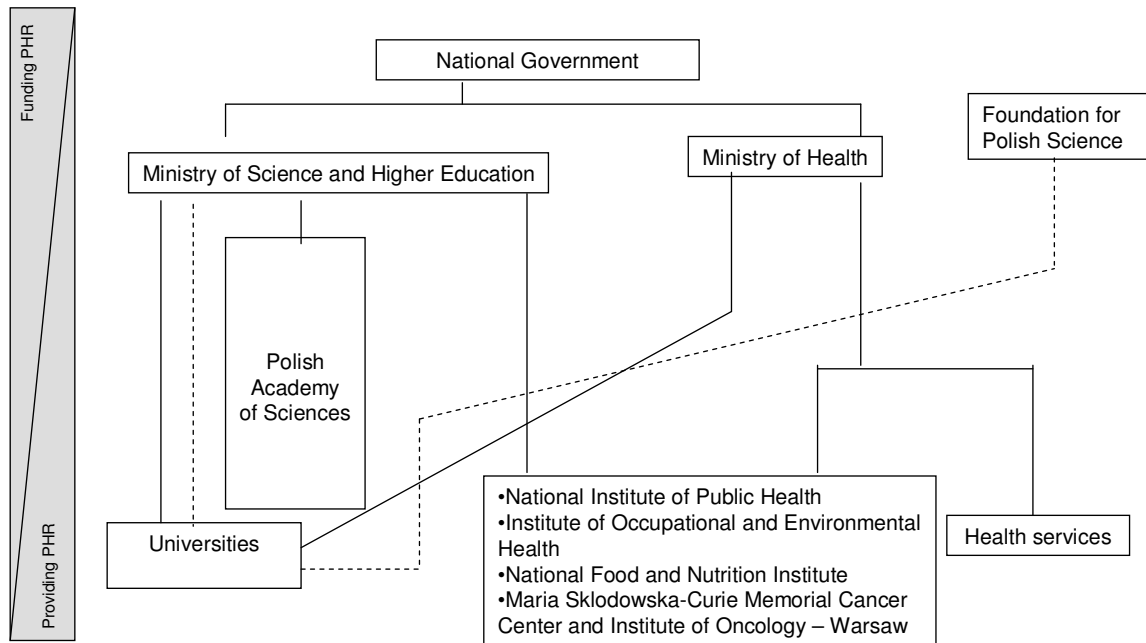 Funding PHR
Providing PHR
National Government
Foundation for
Polish Science
Ministry of Science and Higher Education
Ministry of Health
Polish
Academy
of Sciences
Universities
•National Institute of Public Health
•Institute of Occupational and Environmental
Health
•National Food and Nutrition Institute
•Maria Sklodowska-Curie Memorial Cancer
Center and Institute of Oncology – Warsaw
Health services